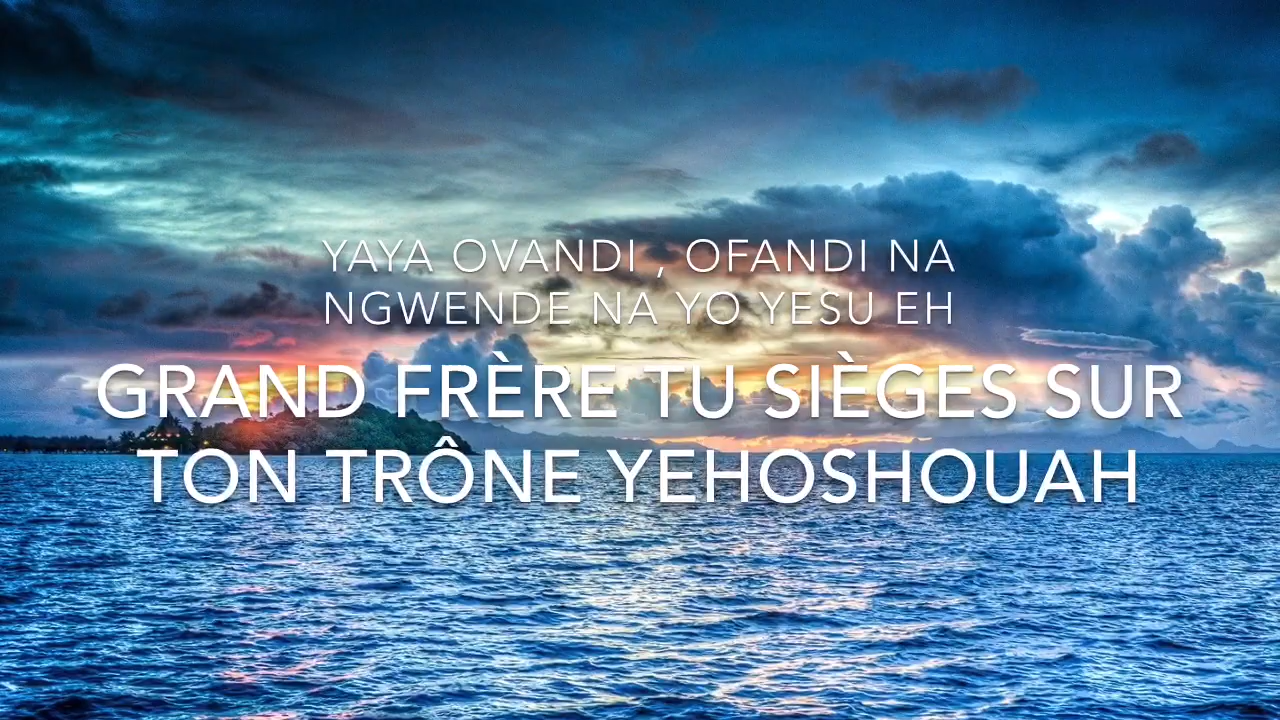 YAYA OVANDI , OFANDI NA
NGWENDE NA YO YESU EH
GRAND FRÈRE TU SIÈGES SUR
TON TRÔNE YEHOSHOUAH